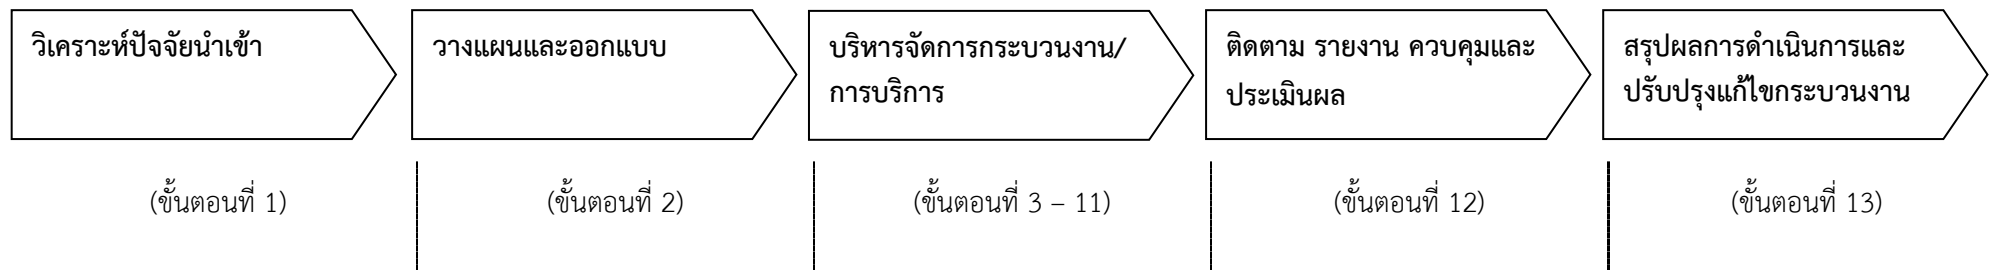 วิเคราะห์ปัจจัยนำเข้า
วางแผนและออกแบบ
บริหารจัดการกระบวนงาน/
การบริการ
ติดตาม รายงาน ควบคุมและ
ประเมินผล
สรุปผลการดำเนินการและ
ปรับปรุงแก้ไขกระบวนงาน
(ขั้นตอนที่ 1)
(ขั้นตอนที่ 2)
(ขั้นตอนที่ 3 – 11)
(ขั้นตอนที่ 12)
(ขั้นตอนที่ 13)